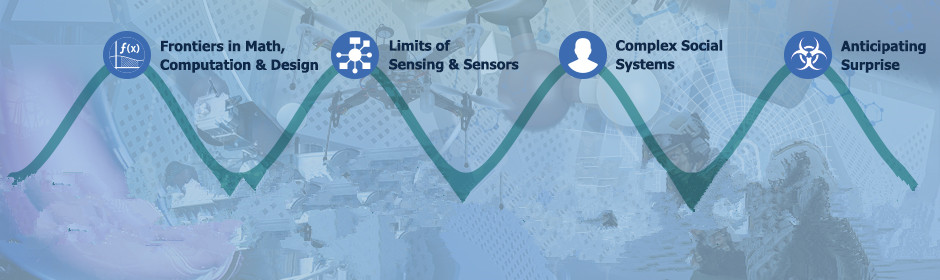 f(x)
Frontiers in Math,
Computation & Design
Limits of
Sensing & Sensors
Complex Social
Systems
Anticipating
Surprise